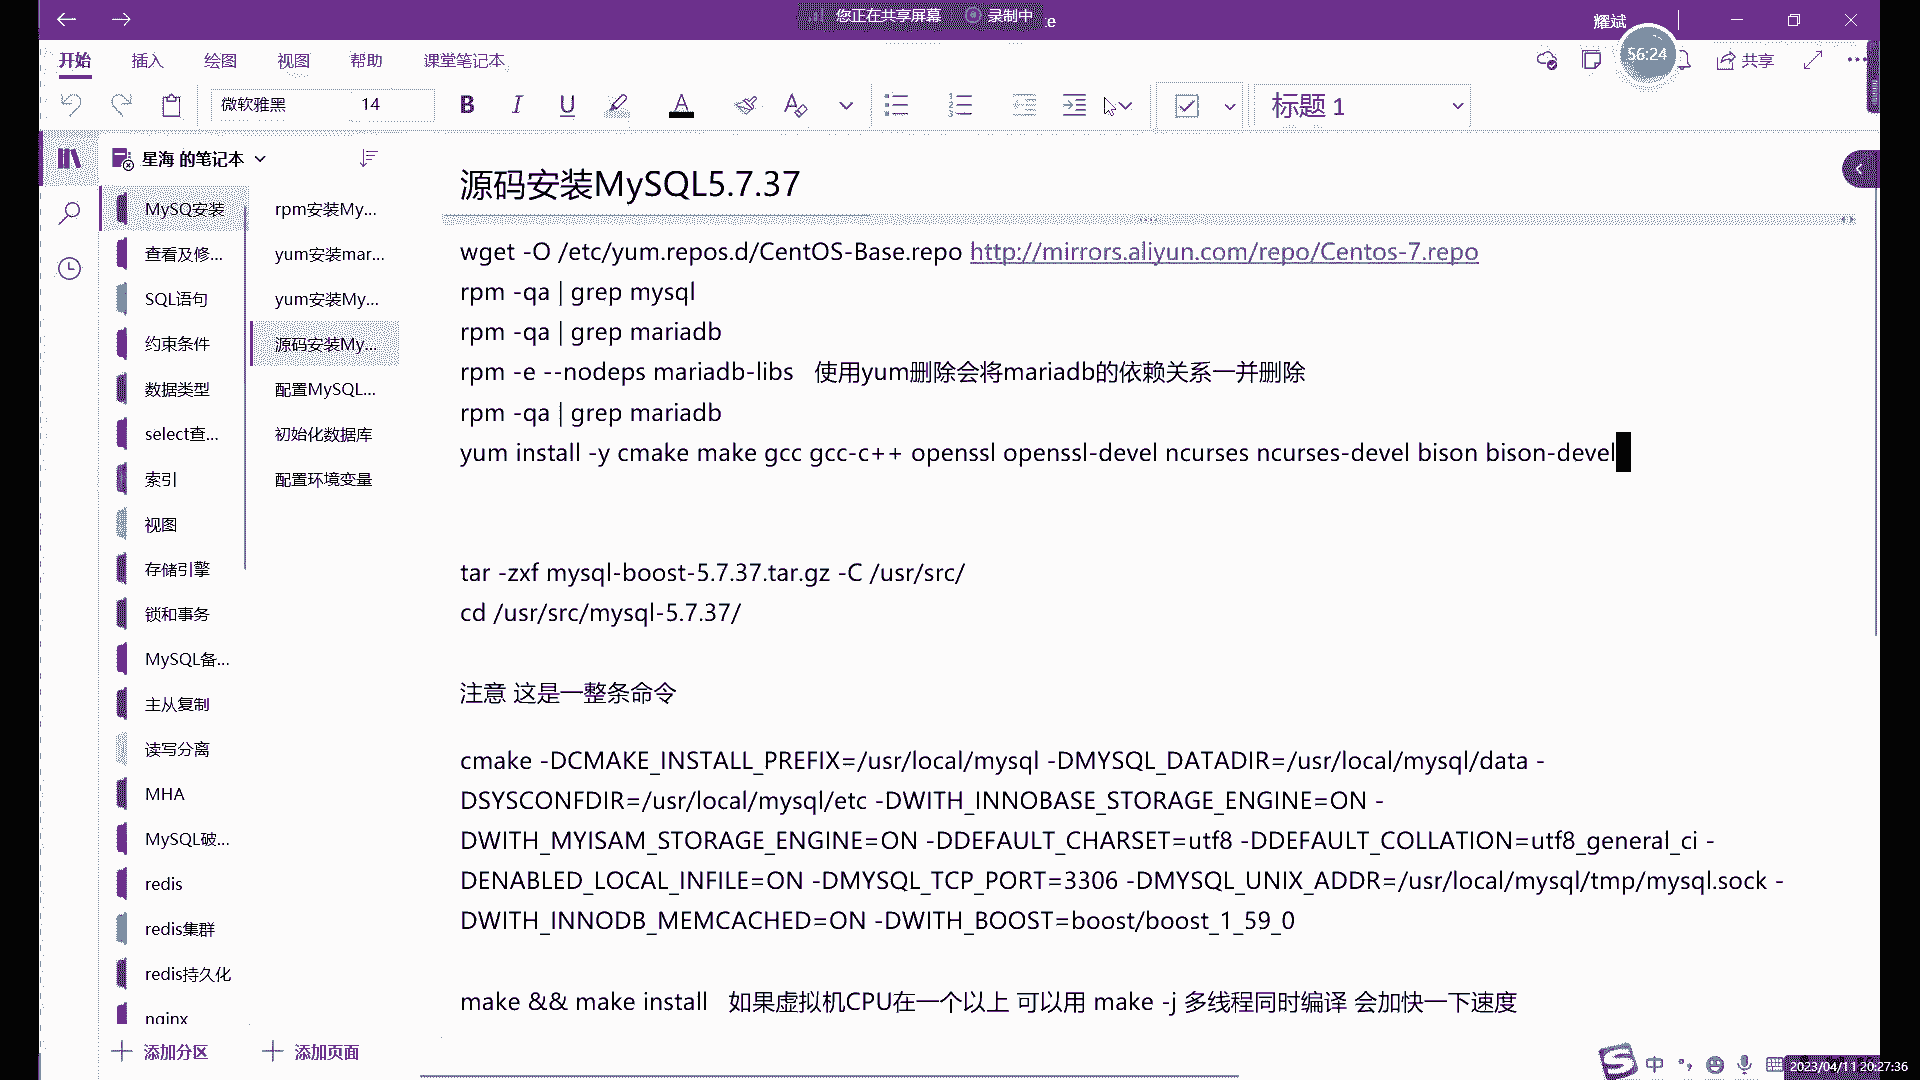 您正在共享屏幕 录制中 :e
耀斌
56:24
开始 插入 绘图 视图 帮助 课堂笔记本
共享
微软雅黑 14 B I U A 标题 1
星海 的笔记本
MySQ安装
查看及修...
SQL语句
约束条件
数据类型
select查...
索引
视图
存储引擎
锁和事务
MySQL备...
主从复制
读写分离
MHA
MySQL破...
redis
redis集群
redis持久化
nginx
添加分区
rpm安装My...
yum安装mar...
yum安装My...
源码安装My...
配置MySQL...
初始化数据库
配置环境变量
添加页面
源码安装MySQL5.7.37
wget -O /etc/yum.repos.d/CentOS-Base.repo http://mirrors.aliyun.com/repo/Centos-7.repo
rpm -qa | grep mysql
rpm -qa | grep mariadb
rpm -e --nodeps mariadb-libs 使用yum删除会将mariadb的依赖关系一并删除
rpm -qa | grep mariadb
yum install -y cmake make gcc gcc-c++ openssl openssl-devel ncurses ncurses-devel bison bison-devel
tar -zxf mysql-boost-5.7.37.tar.gz -C /usr/src/
cd /usr/src/mysql-5.7.37/
注意 这是一整条命令
cmake -DCMAKE_INSTALL_PREFIX=/usr/local/mysql -DMYSQL_DATADIR=/usr/local/mysql/data -
DSYSCONFDIR=/usr/local/mysql/etc -DWITH_INNOBASE_STORAGE_ENGINE=ON -
DWITH_MYISAM_STORAGE_ENGINE=ON -DDEFAULT_CHARSET=utf8 -DDEFAULT_COLLATION=utf8_general_ci -
DENABLED_LOCAL_INFILE=ON -DMYSQL_TCP_PORT=3306 -DMYSQL_UNIX_ADDR=/usr/local/mysql/tmp/mysql.sock -
DWITH_INNODB_MEMCACHED=ON -DWITH_BOOST=boost/boost_1_59_0
make && make install 如果虚拟机CPU在一个以上 可以用 make -j 多线程同时编译 会加快一下速度
中
2023/04/11 20:27:36